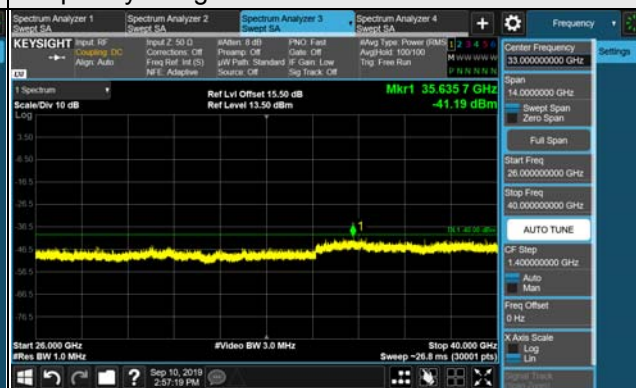 Spectrum Analyzer 1
Swept SA
Spectrum Analyzer 2
Swept SA
Spectrum Analyzer 3
Swept SA
Spectrum Analyzer 4
Swept SA
+
Frequency
KEYSIGHT
Input: RF
Coupling: DC
Align: Auto
Input Z: 50 Ω
Corrections: Off
Freq Ref: Int (S)
NFE: Adaptive
#Atten: 8 dB
Preamp: Off
µW Path: Standard
Source: Off
PNO: Fast
Gate: Off
IF Gain: Low
Sig Track: Off
#Avg Type: Power (RMS
Avg|Hold: 100/100
Trig: Free Run
1 2 3 4 5 6
M W W W W W
P N N N N N
LXI
1 Spectrum
Scale/Div 10 dB
Log
Ref Lvl Offset 15.50 dB
Ref Level 13.50 dBm
Mkr1 35.635 7 GHz
-41.19 dBm
3.50
-6.50
-16.5
-26.5
-36.5
-46.5
-56.5
-66.5
-76.5
1
Start 26.000 GHz
#Res BW 1.0 MHz
#Video BW 3.0 MHz
Stop 40.000 GHz
Sweep ~26.8 ms (30001 pts)
Sep 10, 2019
2:57:19 PM
Center Frequency
33.000000000 GHz
Settings
Span
14.0000000 GHz
Swept Span
Zero Span
Full Span
Start Freq
26.000000000 GHz
Stop Freq
40.000000000 GHz
AUTO TUNE
CF Step
1.400000000 GHz
Auto
Man
Freq Offset
0 Hz
X Axis Scale
Log
Lin
Signal Track